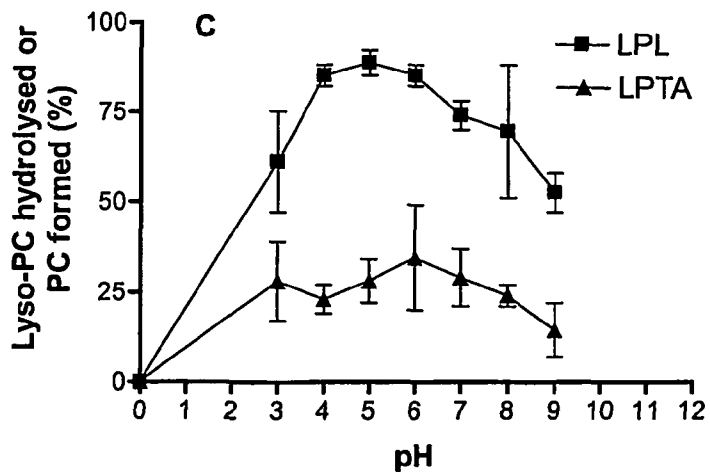 C
LPL
LPTA
Lyso-PC hydrolysed or
PC formed (%)
100
75
50
25
0
0 1 2 3 4 5 6 7 8 9 10 11 12
pH